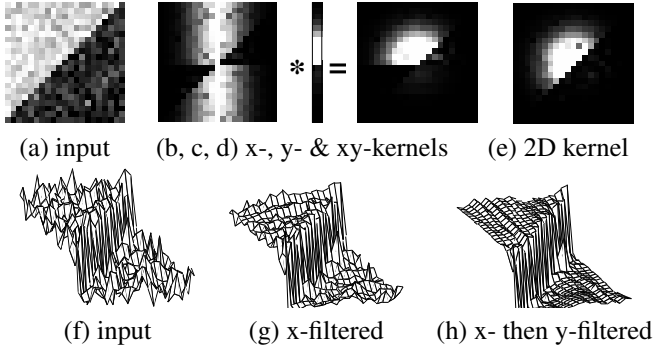 * =
(a) input (b, c, d) x-, y- & xy-kernels (e) 2D kernel
(f) input (g) x-filtered (h) x- then y-filtered